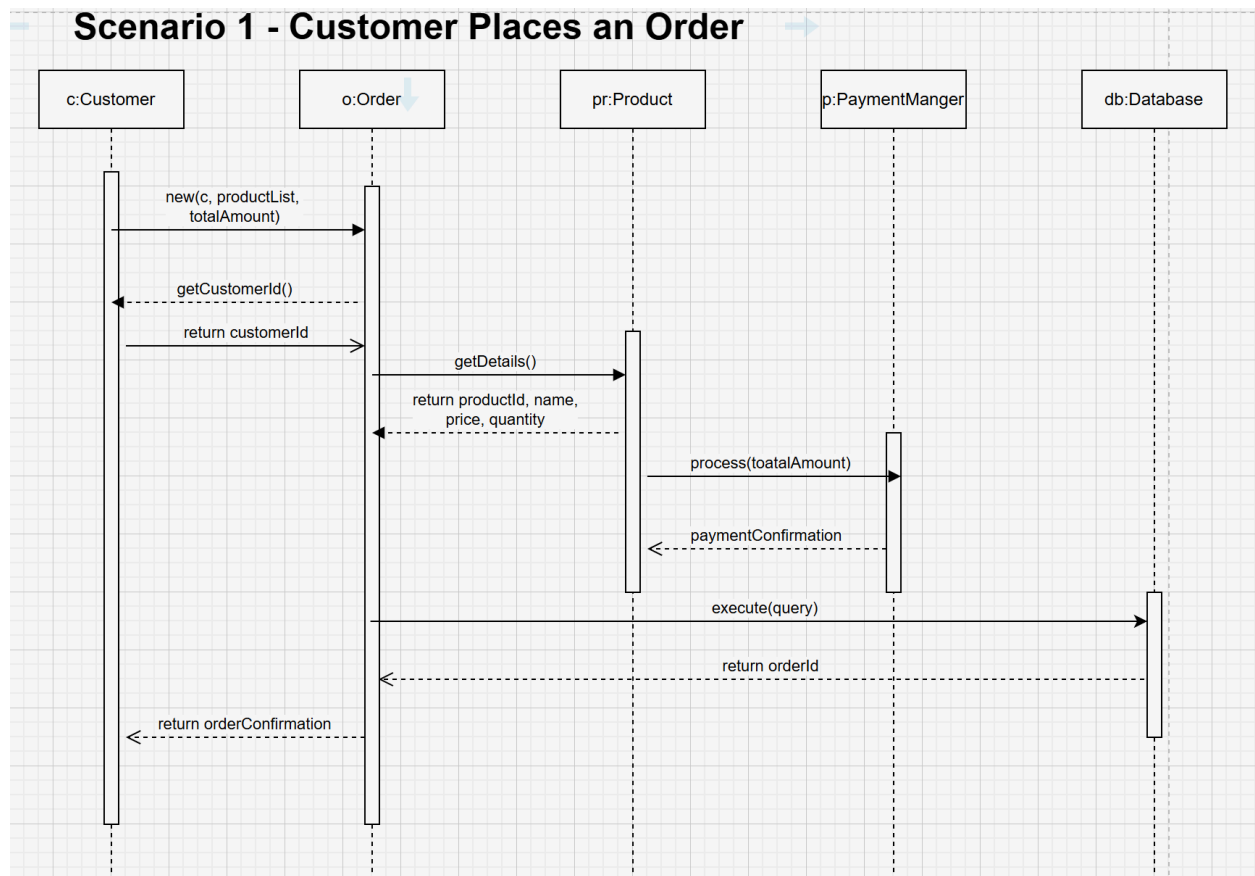 Scenario 1 - Customer Places an Order
c:Customer
o:Order
pr:Product
p:PaymentManger
db:Database
new(c, productList,
totalAmount)
getCustomerId()
return customerId
getDetails()
return productId, name,
price, quantity
process(toatalAmount)
paymentConfirmation
execute(query)
return orderId
return orderConfirmation